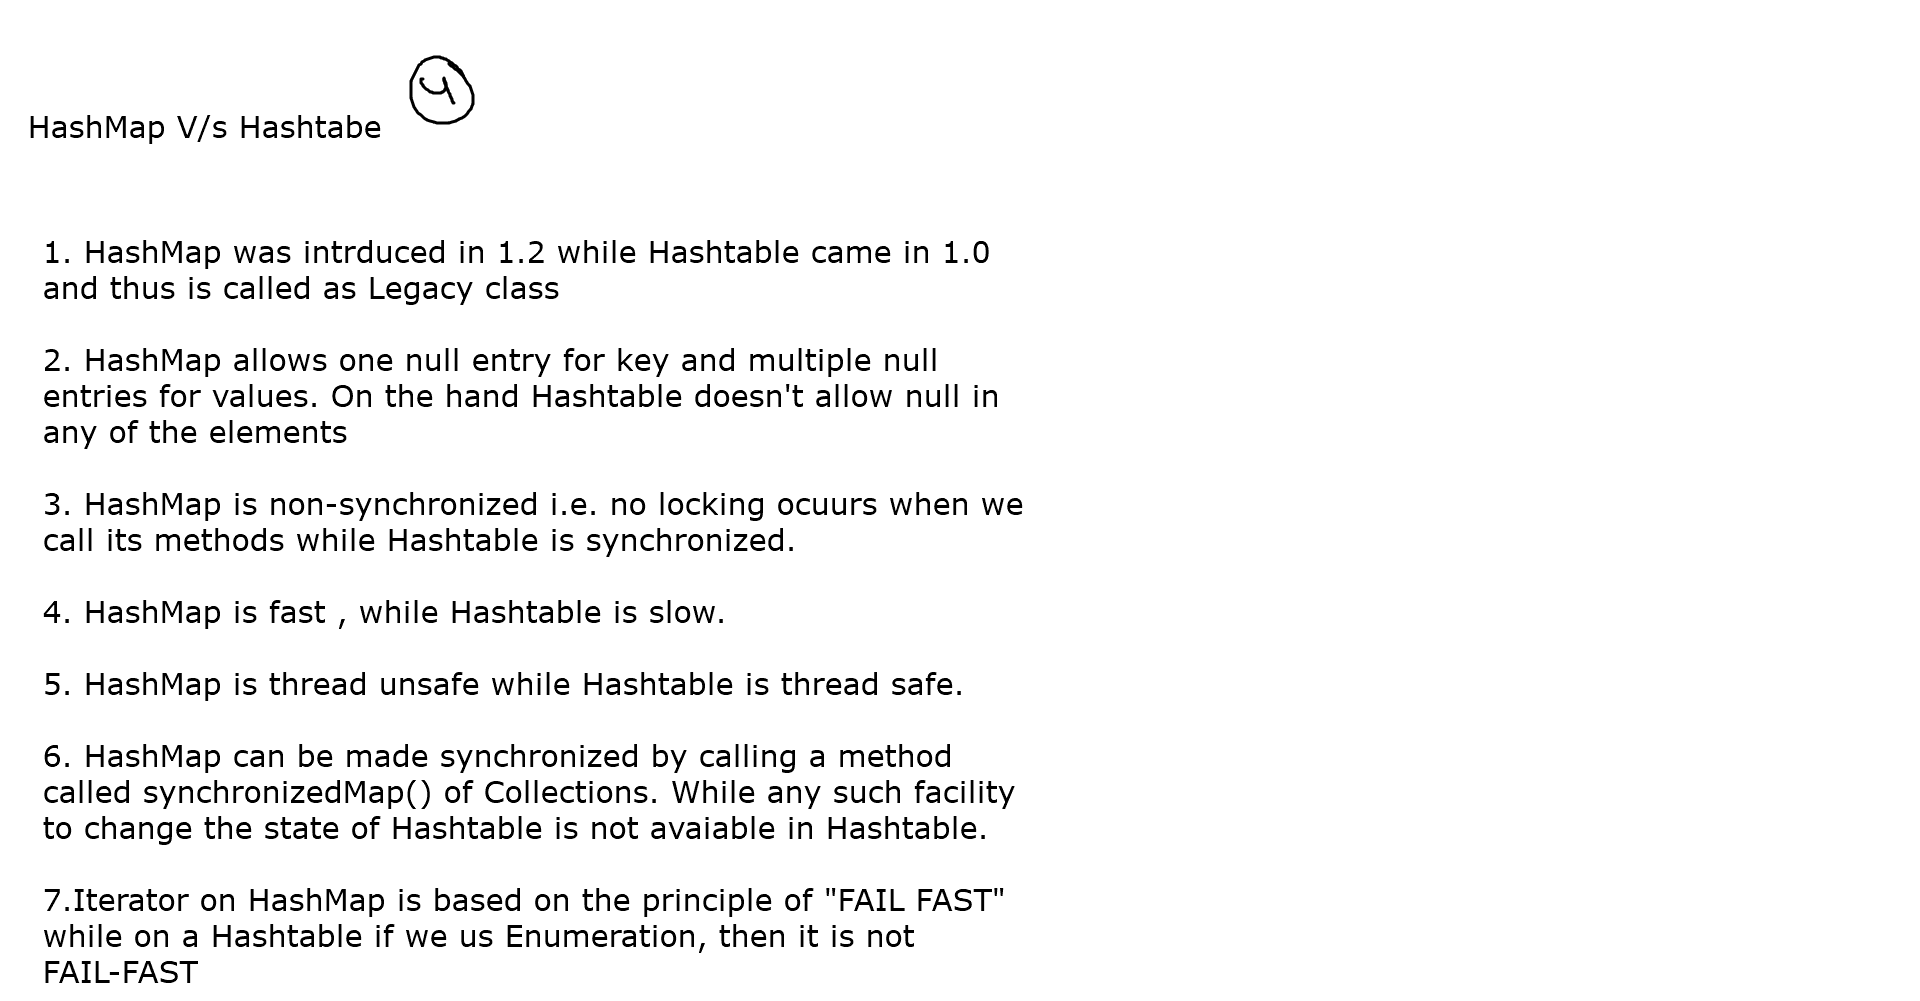 4
HashMap V/s Hashtabe
1. HashMap was intrduced in 1.2 while Hashtable came in 1.0
and thus is called as Legacy class
2. HashMap allows one null entry for key and multiple null
entries for values. On the hand Hashtable doesn't allow null in
any of the elements
3. HashMap is non-synchronized i.e. no locking ocuurs when we
call its methods while Hashtable is synchronized.
4. HashMap is fast , while Hashtable is slow.
5. HashMap is thread unsafe while Hashtable is thread safe.
6. HashMap can be made synchronized by calling a method
called synchronizedMap() of Collections. While any such facility
to change the state of Hashtable is not avaiable in Hashtable.
7.Iterator on HashMap is based on the principle of "FAIL FAST"
while on a Hashtable if we us Enumeration, then it is not
FAIL-FAST